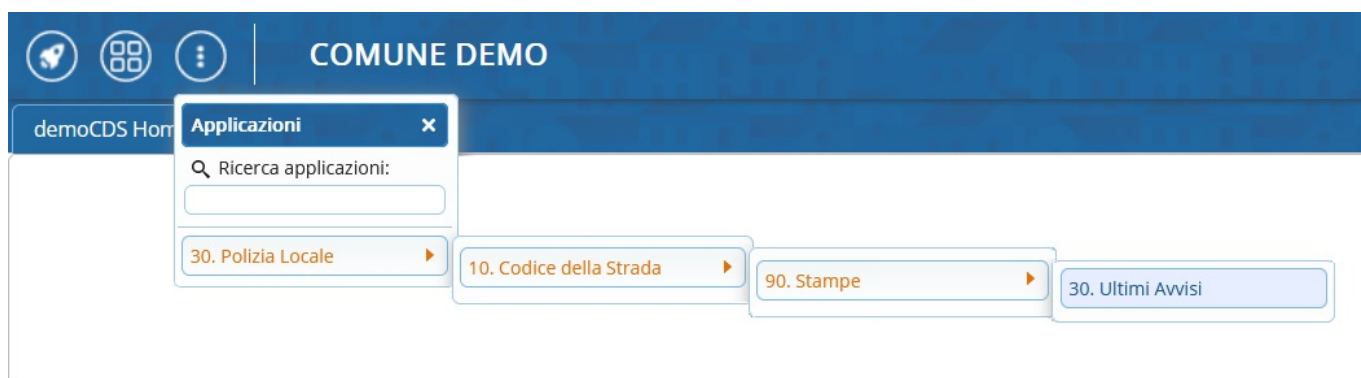 COMUNE DEMO
demoCDS Hom
Applicazioni
Ricerca applicazioni:
30. Polizia Locale
10. Codice della Strada
90. Stampe
30. Ultimi Avvisi